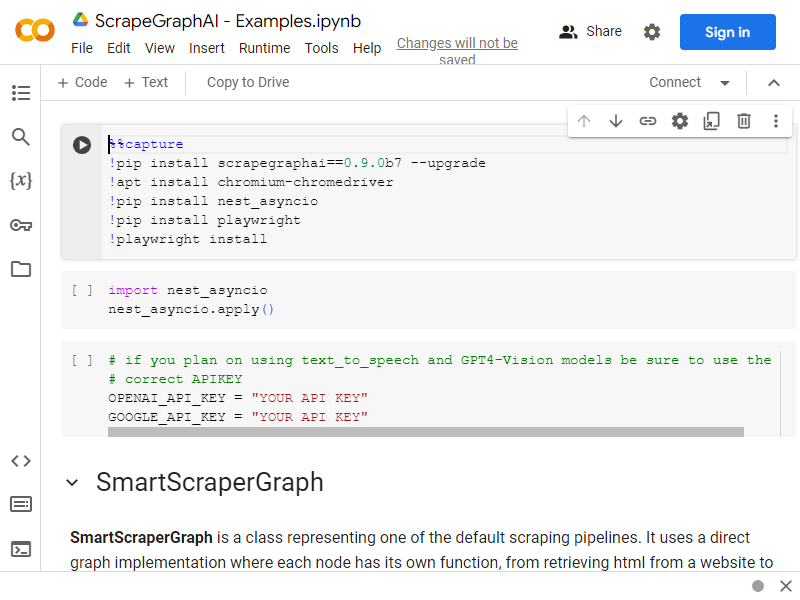 ScrapeGraphAI - Examples.ipynb
File Edit View Insert Runtime Tools Help
Changes will not be
saved
Share
Sign in
+ Code + Text Copy to Drive
Connect
%%capture
!pip install scrapegraphai==0.9.0b7 --upgrade
!apt install chromium-chromedriver
!pip install nest_asyncio
!pip install playwright
!playwright install
[ ] import nest_asyncio
nest_asyncio.apply()
[ ] # if you plan on using text_to_speech and GPT4-Vision models be sure to use the
# correct APIKEY
OPENAI_API_KEY = "YOUR API KEY"
GOOGLE_API_KEY = "YOUR API KEY"
SmartScraperGraph
SmartScraperGraph is a class representing one of the default scraping pipelines. It uses a direct
graph implementation where each node has its own function, from retrieving html from a website to